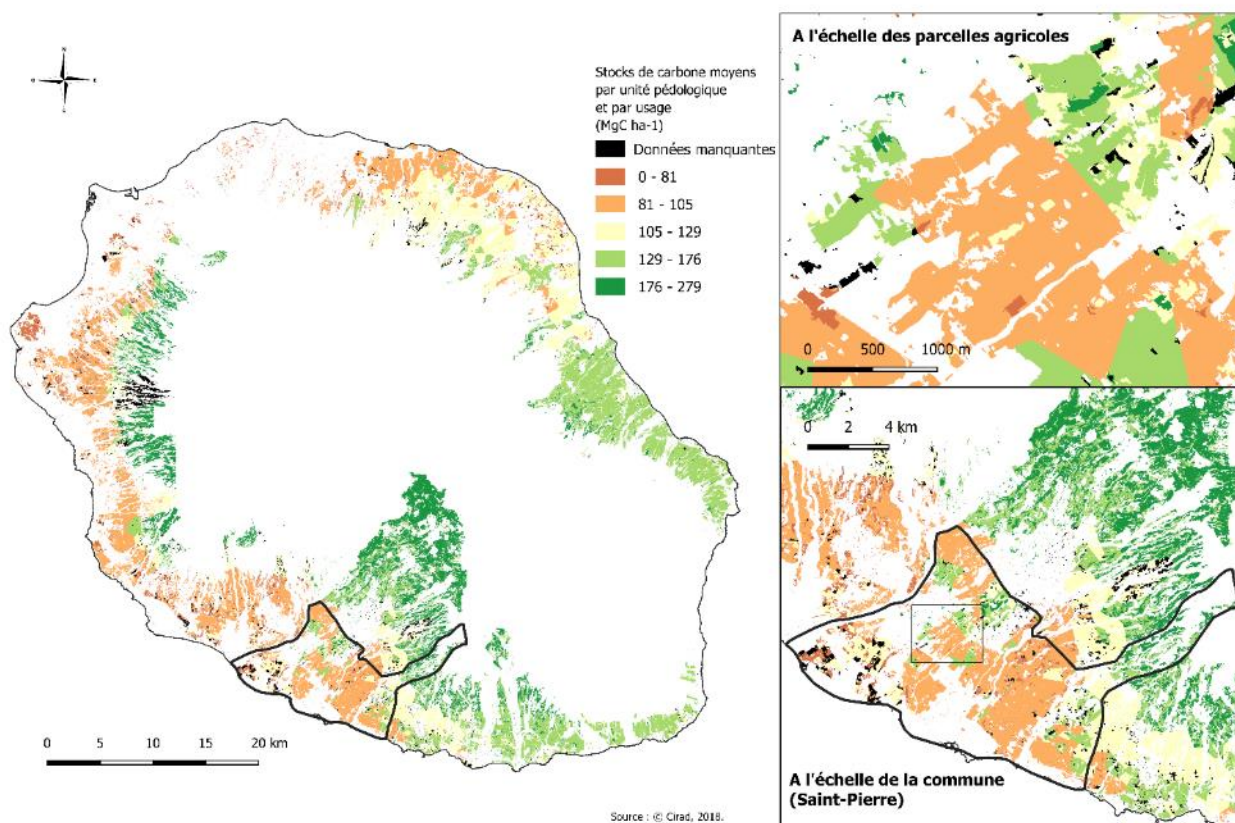 N
E
S
Stocks de carbone moyens
par unité pédologique
et par usage
(MgC ha-1)
Données manquantes
0 - 81
81 - 105
105 - 129
129 - 176
176 - 279
0 5 10 15 20 km
Source : © Cirad, 2018.
A l'échelle des parcelles agricoles
0 500 1000 m
0 2 4 km
A l'échelle de la commune
(Saint-Pierre)